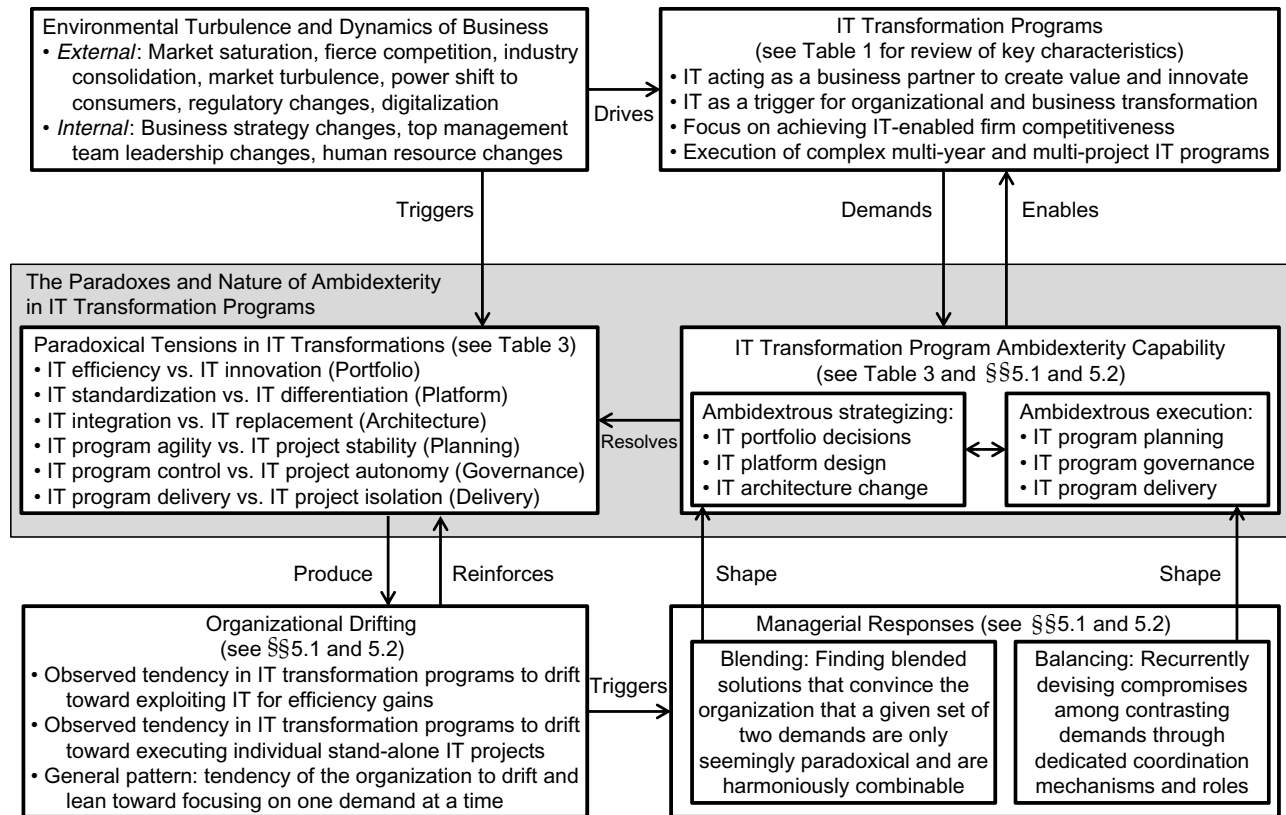 Environmental Turbulence and Dynamics of Business
• External: Market saturation, fierce competition, industry
consolidation, market turbulence, power shift to
consumers, regulatory changes, digitalization
• Internal: Business strategy changes, top management
team leadership changes, human resource changes
Drives
IT Transformation Programs
(see Table 1 for review of key characteristics)
• IT acting as a business partner to create value and innovate
• IT as a trigger for organizational and business transformation
• Focus on achieving IT-enabled firm competitiveness
• Execution of complex multi-year and multi-project IT programs
Triggers
Demands
Enables
The Paradoxes and Nature of Ambidexterity
in IT Transformation Programs
Paradoxical Tensions in IT Transformations (see Table 3)
• IT efficiency vs. IT innovation (Portfolio)
• IT standardization vs. IT differentiation (Platform)
• IT integration vs. IT replacement (Architecture)
• IT program agility vs. IT project stability (Planning)
• IT program control vs. IT project autonomy (Governance)
• IT program delivery vs. IT project isolation (Delivery)
Resolves
IT Transformation Program Ambidexterity Capability
(see Table 3 and §§5.1 and 5.2)
Ambidextrous strategizing:
• IT portfolio decisions
• IT platform design
• IT architecture change
Ambidextrous execution:
• IT program planning
• IT program governance
• IT program delivery
Produce
Reinforces
Shape
Shape
Organizational Drifting
(see §§5.1 and 5.2)
• Observed tendency in IT transformation programs to drift
toward exploiting IT for efficiency gains
• Observed tendency in IT transformation programs to drift
toward executing individual stand-alone IT projects
• General pattern: tendency of the organization to drift and
lean toward focusing on one demand at a time
Triggers
Managerial Responses (see §§5.1 and 5.2)
Blending: Finding blended
solutions that convince the
organization that a given set of
two demands are only
seemingly paradoxical and are
harmoniously combinable
Balancing: Recurrently
devising compromises
among contrasting
demands through
dedicated coordination
mechanisms and roles